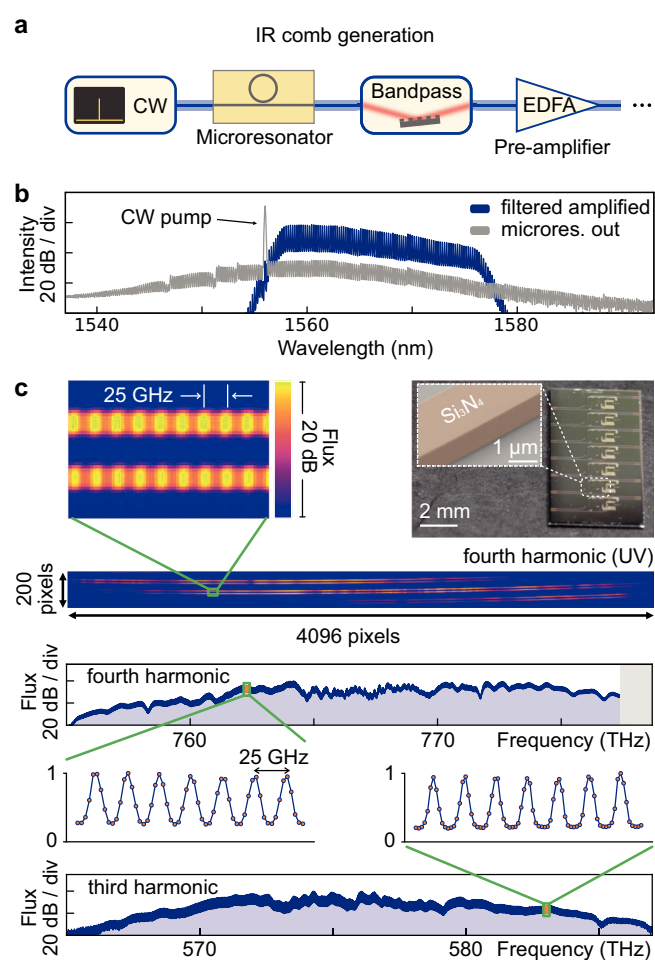 a
IR comb generation
CW
Microresonator
Bandpass
EDFA
...
Pre-amplifier
b
Intensity
20 dB / div
CW pump
filtered amplified
microres. out
1540
1560
1580
Wavelength (nm)
c
25 GHz
Flux
20 dB
Si₃N₄
1 µm
2 mm
fourth harmonic (UV)
200
pixels
4096 pixels
Flux
20 dB / div
fourth harmonic
760
770
Frequency (THz)
25 GHz
1
0
1
0
Flux
20 dB / div
third harmonic
570
580
Frequency (THz)